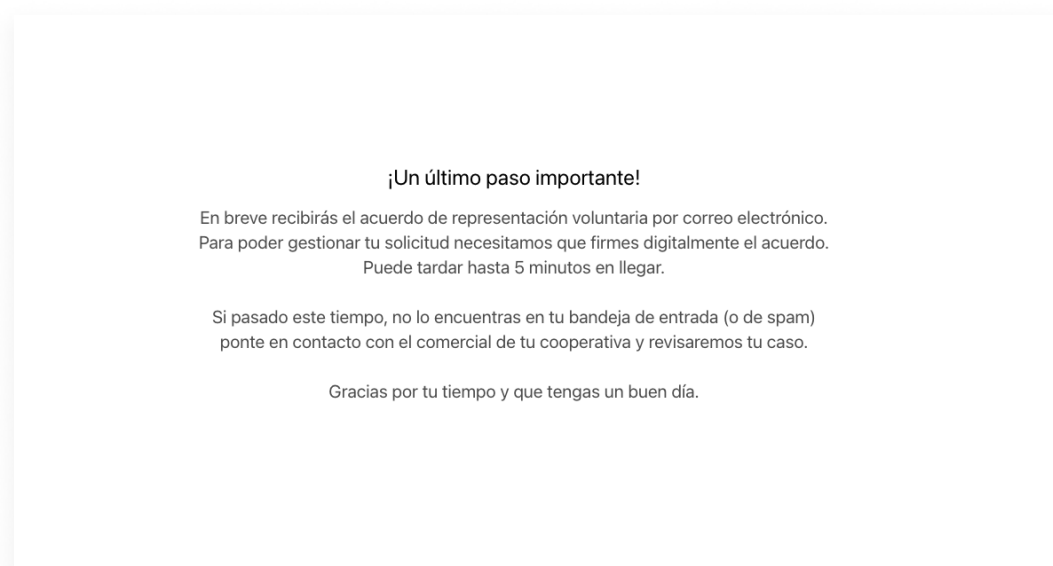 ¡Un último paso importante!
En breve recibirás el acuerdo de representación voluntaria por correo electrónico.
Para poder gestionar tu solicitud necesitamos que firmes digitalmente el acuerdo.
Puede tardar hasta 5 minutos en llegar.
Si pasado este tiempo, no lo encuentras en tu bandeja de entrada (o de spam)
ponte en contacto con el comercial de tu cooperativa y revisaremos tu caso.
Gracias por tu tiempo y que tengas un buen día.